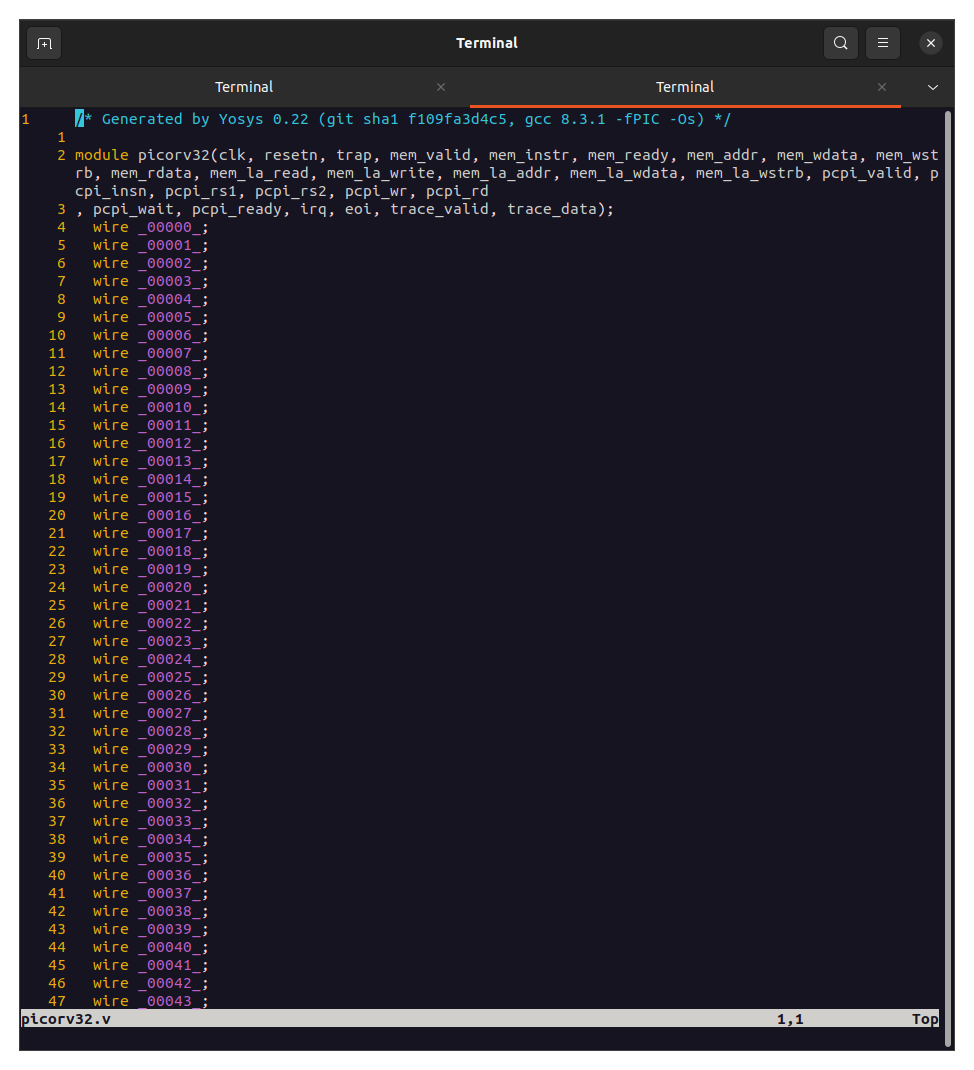 Terminal
Terminal Terminal
1 /* Generated by Yosys 0.22 (git sha1 f109fa3d4c5, gcc 8.3.1 -fPIC -Os) */
1
2 module picorv32(clk, resetn, trap, mem_valid, mem_instr, mem_ready, mem_addr, mem_wdata, mem_wst
rb, mem_rdata, mem_la_read, mem_la_write, mem_la_addr, mem_la_wdata, mem_la_wstrb, pcpi_valid, p
cpi_insn, pcpi_rs1, pcpi_rs2, pcpi_wr, pcpi_rd
3 , pcpi_wait, pcpi_ready, irq, eoi, trace_valid, trace_data);
4 wire _00000_;
5 wire _00001_;
6 wire _00002_;
7 wire _00003_;
8 wire _00004_;
9 wire _00005_;
10 wire _00006_;
11 wire _00007_;
12 wire _00008_;
13 wire _00009_;
14 wire _00010_;
15 wire _00011_;
16 wire _00012_;
17 wire _00013_;
18 wire _00014_;
19 wire _00015_;
20 wire _00016_;
21 wire _00017_;
22 wire _00018_;
23 wire _00019_;
24 wire _00020_;
25 wire _00021_;
26 wire _00022_;
27 wire _00023_;
28 wire _00024_;
29 wire _00025_;
30 wire _00026_;
31 wire _00027_;
32 wire _00028_;
33 wire _00029_;
34 wire _00030_;
35 wire _00031_;
36 wire _00032_;
37 wire _00033_;
38 wire _00034_;
39 wire _00035_;
40 wire _00036_;
41 wire _00037_;
42 wire _00038_;
43 wire _00039_;
44 wire _00040_;
45 wire _00041_;
46 wire _00042_;
47 wire _00043_;
picorv32.v 1,1 Top